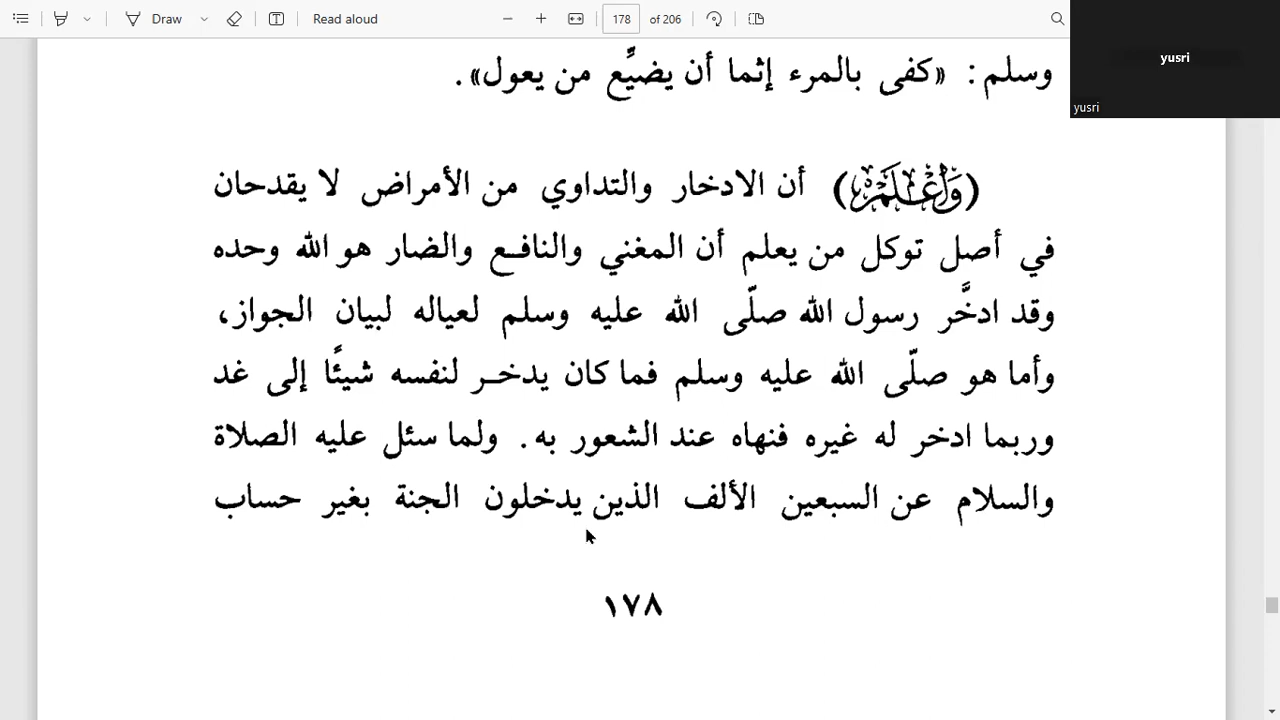 Draw
Read aloud
178
of 206
yusri
yusri
وسلم: «كفى بالمرء إثما أن يضيِّع من يعول».
(وَاعْلَمْ) أن الادخار والتداوي من الأمراض لا يقدحان
في أصل توكل من يعلم أن المغني والنافع والضار هو الله وحده
وقد ادخَّر رسول الله صلّى الله عليه وسلم لعياله لبيان الجواز،
وأما هو صلّى الله عليه وسلم فما كان يدخر لنفسه شيئًا إلى غد
وربما ادخر له غيره فنهاه عند الشعور به. ولما سئل عليه الصلاة
والسلام عن السبعين الألف الذين يدخلون الجنة بغير حساب
١٧٨